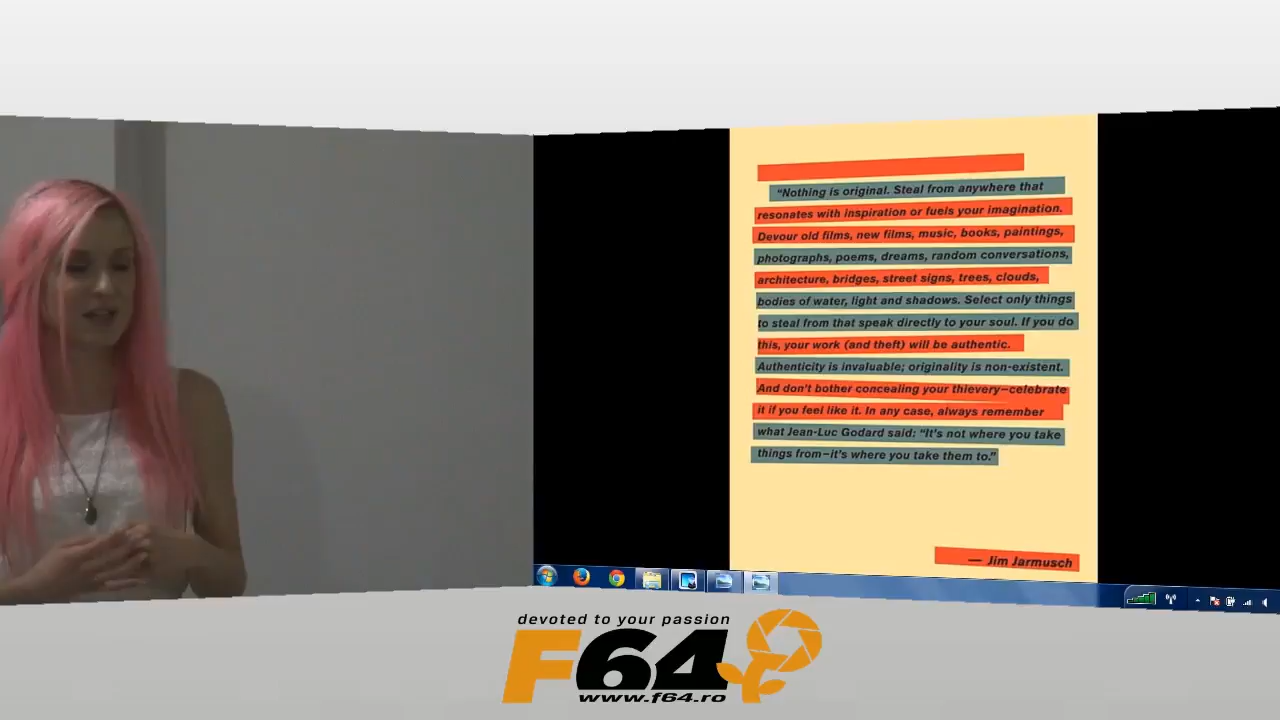 “Nothing is original. Steal from anywhere that
resonates with inspiration or fuels your imagination.
Devour old films, new films, music, books, paintings,
photographs, poems, dreams, random conversations,
architecture, bridges, street signs, trees, clouds,
bodies of water, light and shadows. Select only things
to steal from that speak directly to your soul. If you do
this, your work (and theft) will be authentic.
Authenticity is invaluable; originality is non-existent.
And don’t bother concealing your thievery—celebrate
it if you feel like it. In any case, always remember
what Jean-Luc Godard said: “It’s not where you take
things from—it’s where you take them to.”
— Jim Jarmusch
devoted to your passion
F64
www.f64.ro